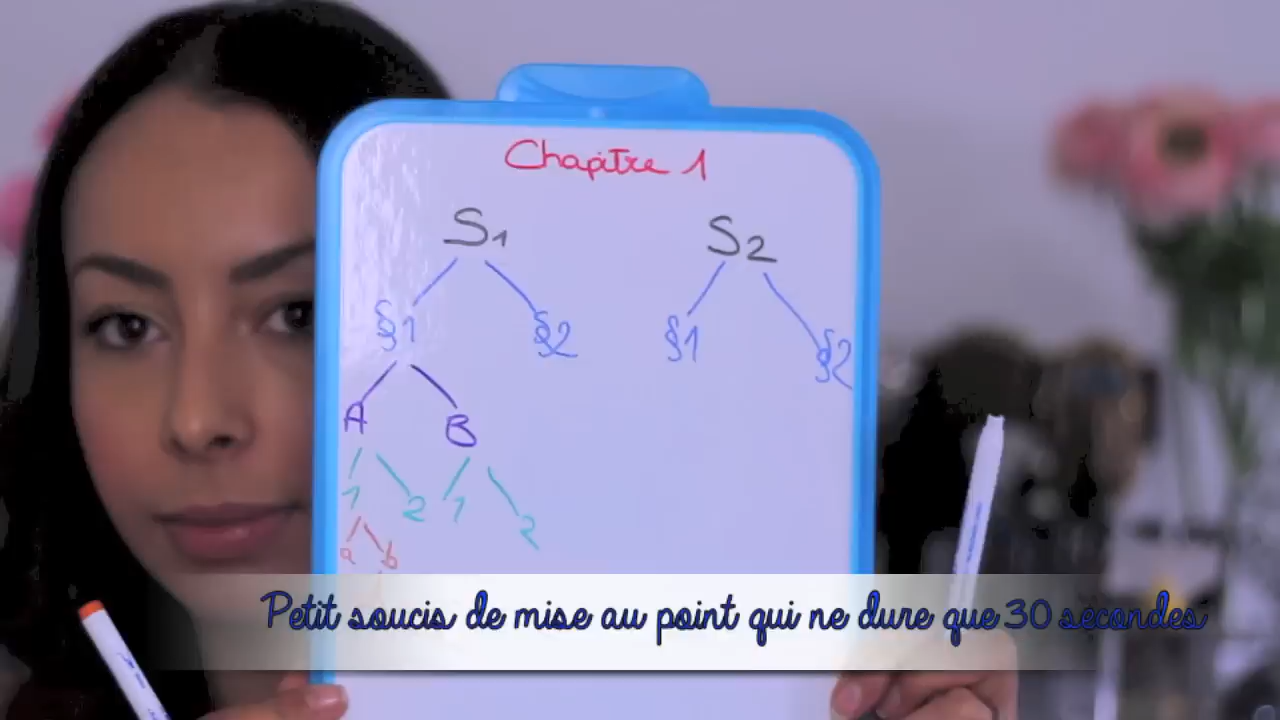 Chapitre 1
S1 S2
§1 §2 §1 §2
A B
1 2 1 2
a b
Petit soucis de mise au point qui ne dure que 30 secondes